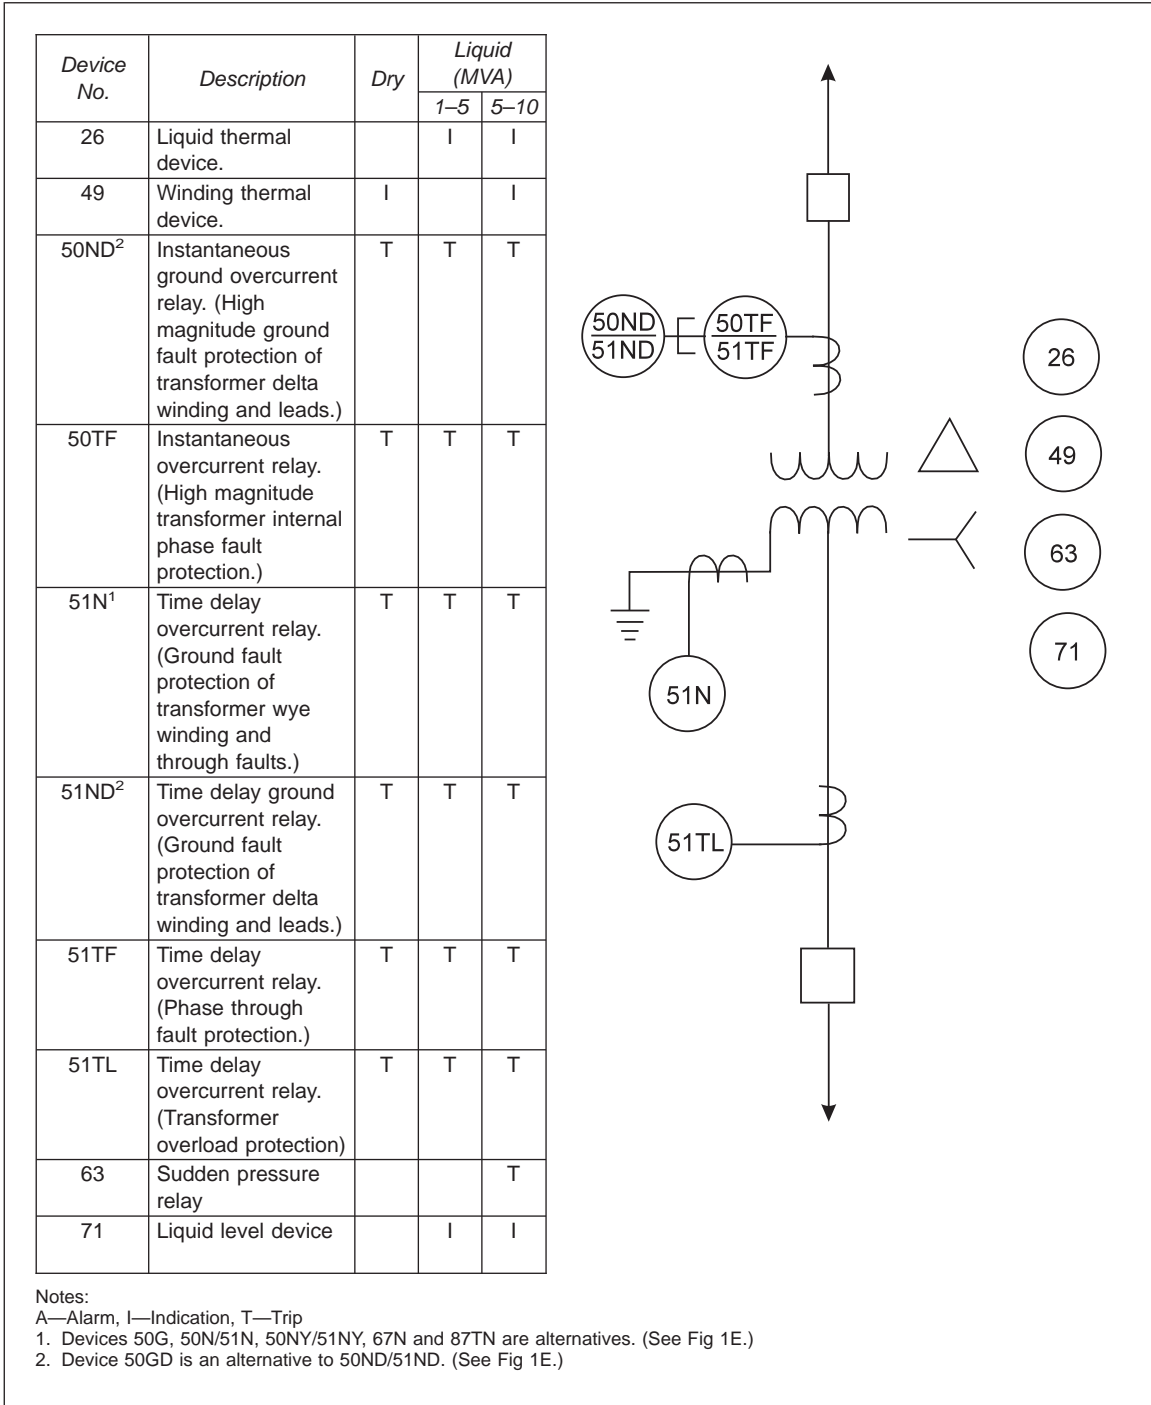 Device No. Description Dry Liquid (MVA)
1–5 5–10
26 Liquid thermal device. I I
49 Winding thermal device. I I
50ND² Instantaneous ground overcurrent relay. (High magnitude ground fault protection of transformer delta winding and leads.) T T T
50TF Instantaneous overcurrent relay. (High magnitude transformer internal phase fault protection.) T T T
51N¹ Time delay overcurrent relay. (Ground fault protection of transformer wye winding and through faults.) T T T
51ND² Time delay ground overcurrent relay. (Ground fault protection of transformer delta winding and leads.) T T T
51TF Time delay overcurrent relay. (Phase through fault protection.) T T T
51TL Time delay overcurrent relay. (Transformer overload protection) T T T
63 Sudden pressure relay T
71 Liquid level device I I
50ND
51ND
50TF
51TF
26
49
63
71
51N
51TL
Notes:
A—Alarm, I—Indication, T—Trip
1. Devices 50G, 50N/51N, 50NY/51NY, 67N and 87TN are alternatives. (See Fig 1E.)
2. Device 50GD is an alternative to 50ND/51ND. (See Fig 1E.)